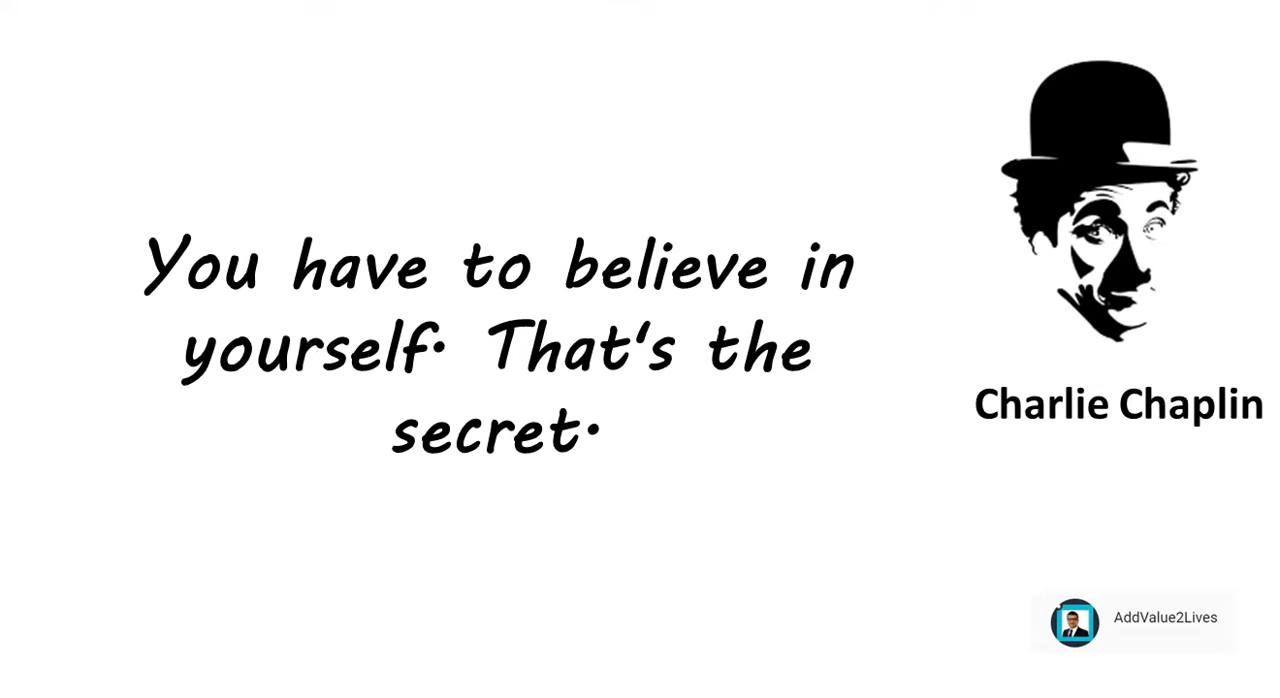 You have to believe in
yourself. That's the
secret.
Charlie Chaplin
AddValue2Lives